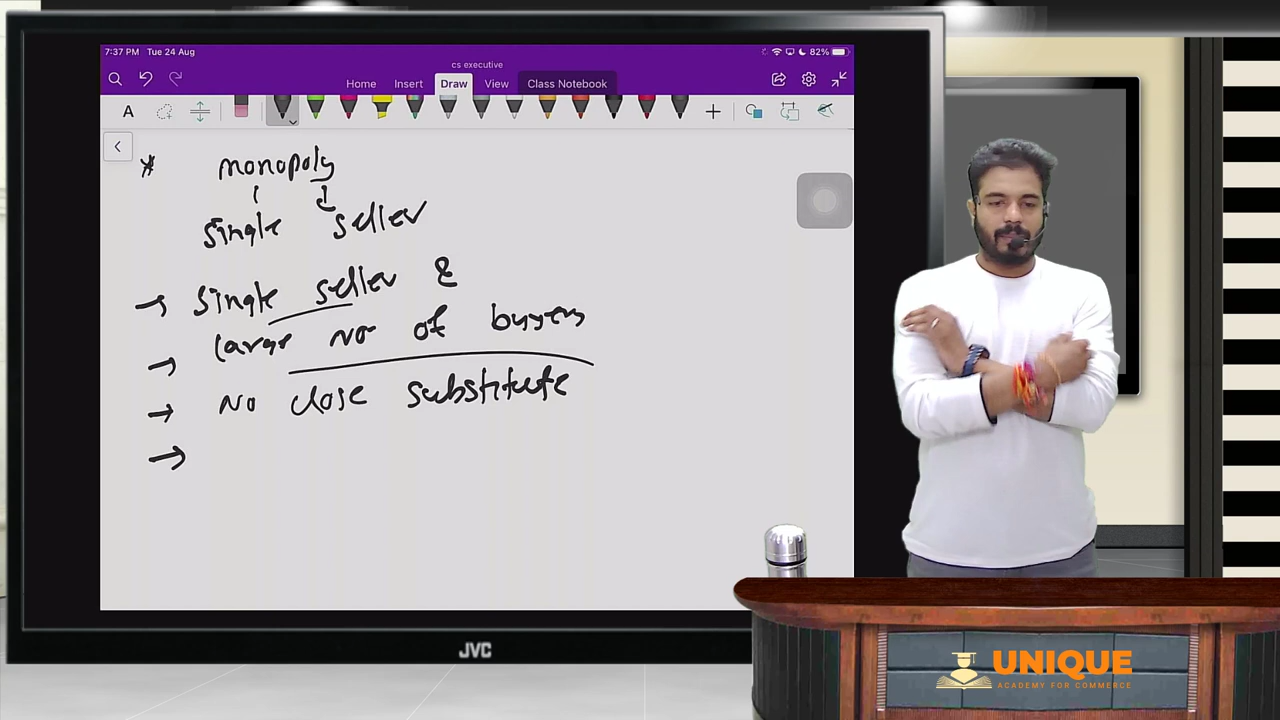 7:37 PM Tue 24 Aug
82%
cs executive
Home Insert Draw View Class Notebook
A
* monopoly
single seller
→ single seller &
→ large no of buyers
→ No close substitute
→
JVC
UNIQUE
ACADEMY FOR COMMERCE